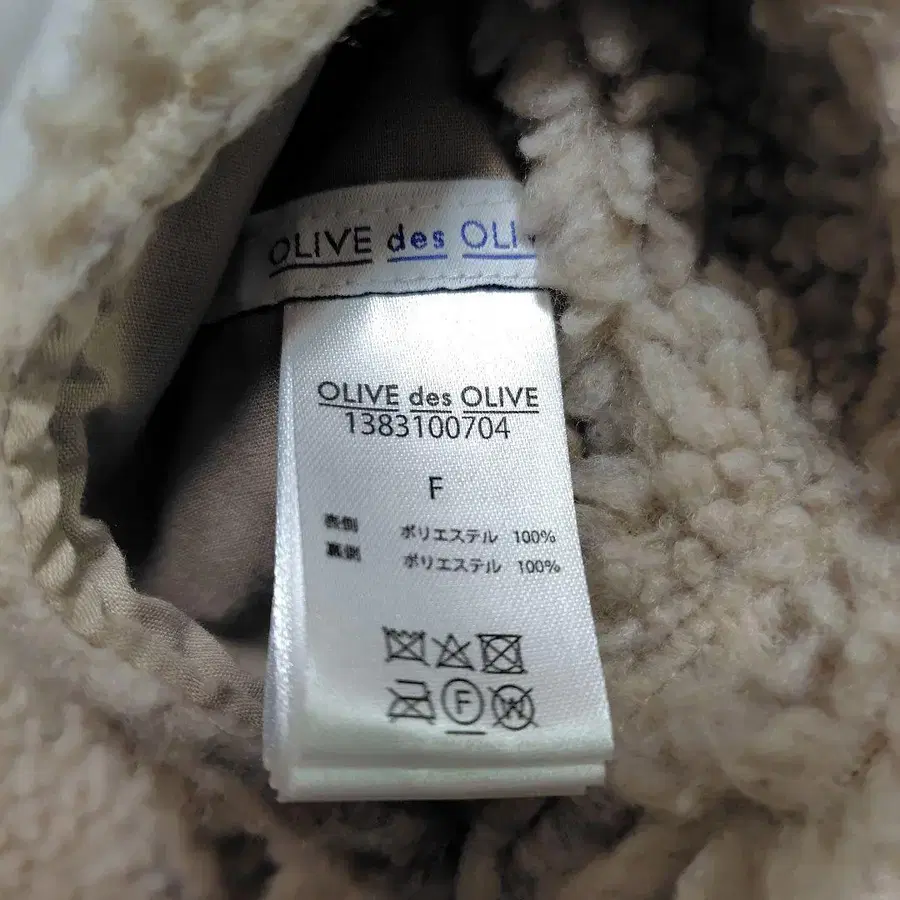 OLIVE des OLI
OLIVE des OLIVE
1383100704
F
表側 ポリエステル 100%
裏側 ポリエステル 100%
F
W